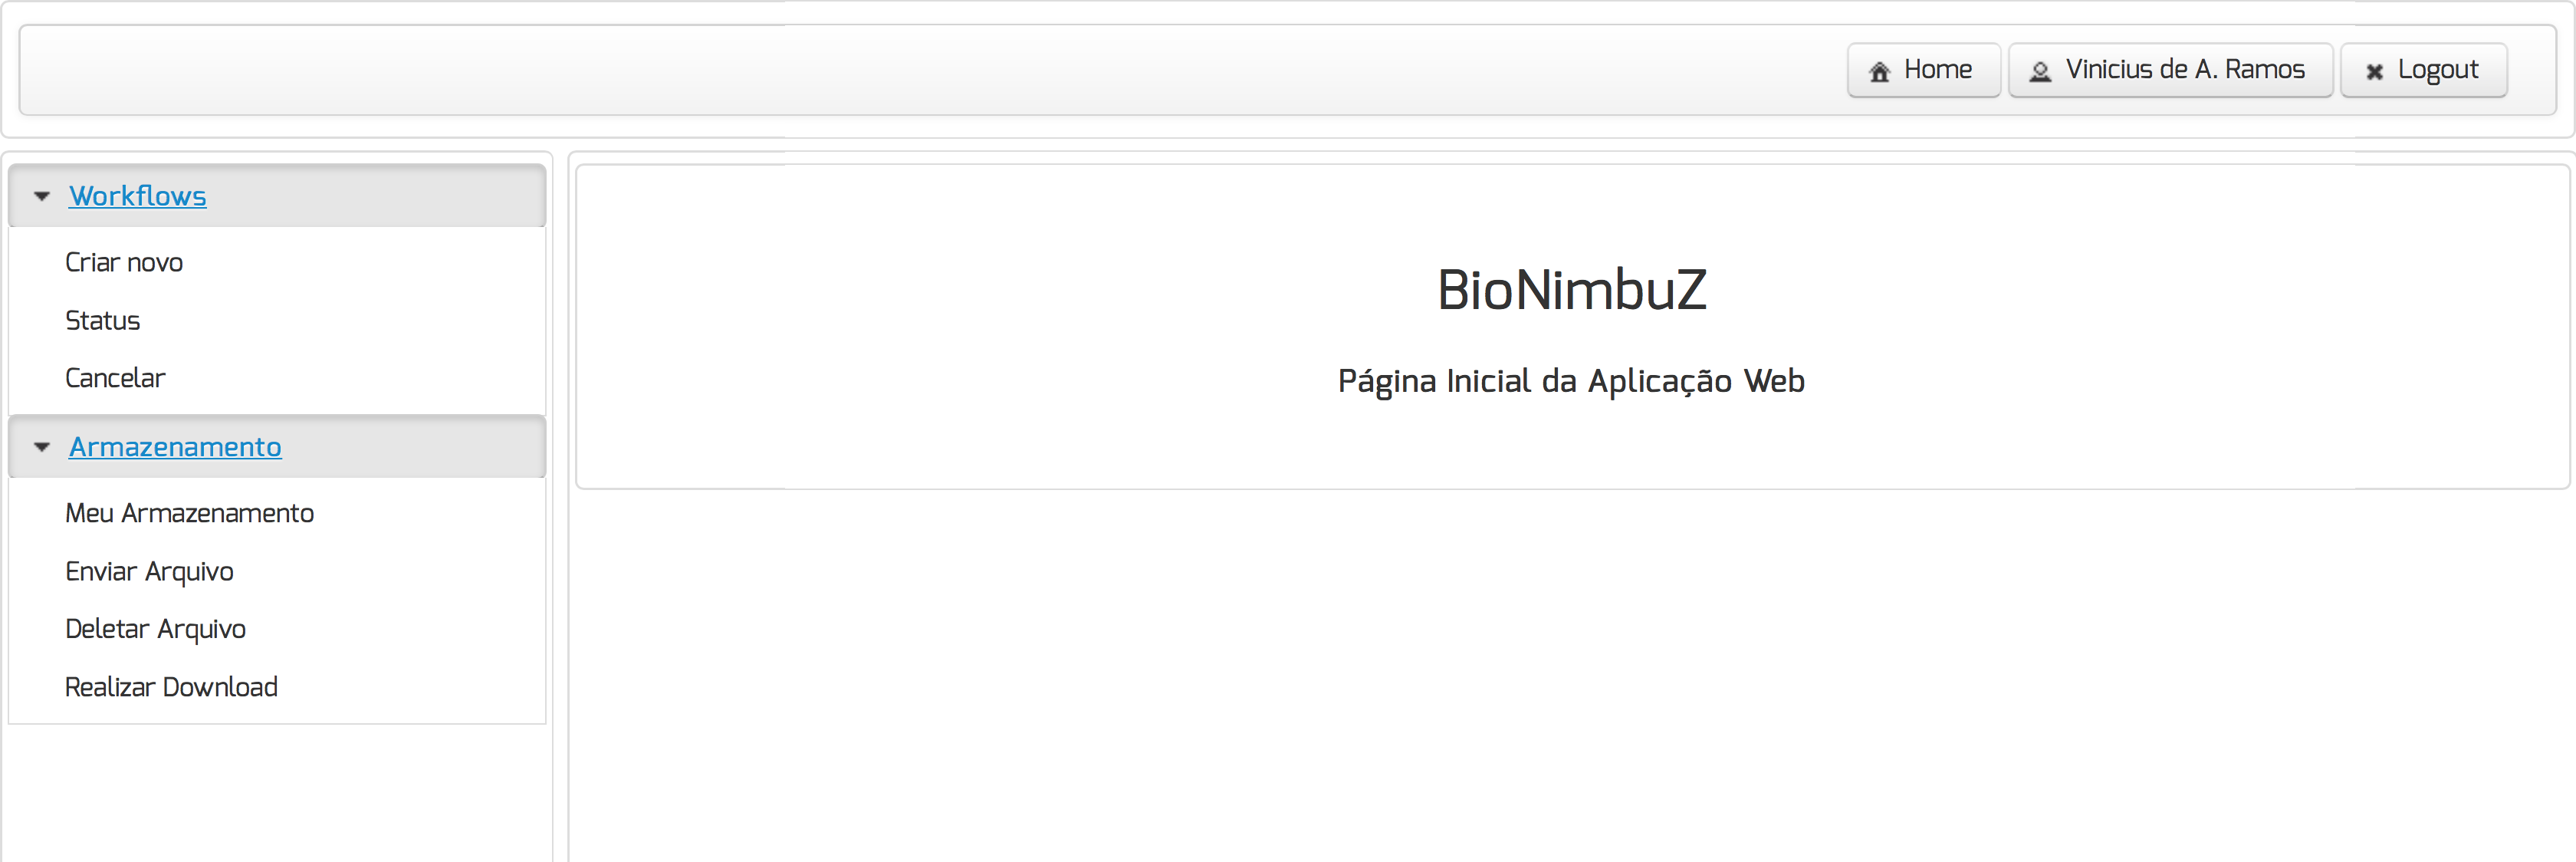 Home
Vinicius de A. Ramos
Logout
Workflows
Criar novo
Status
Cancelar
Armazenamento
Meu Armazenamento
Enviar Arquivo
Deletar Arquivo
Realizar Download
BioNimbuZ
Página Inicial da Aplicação Web